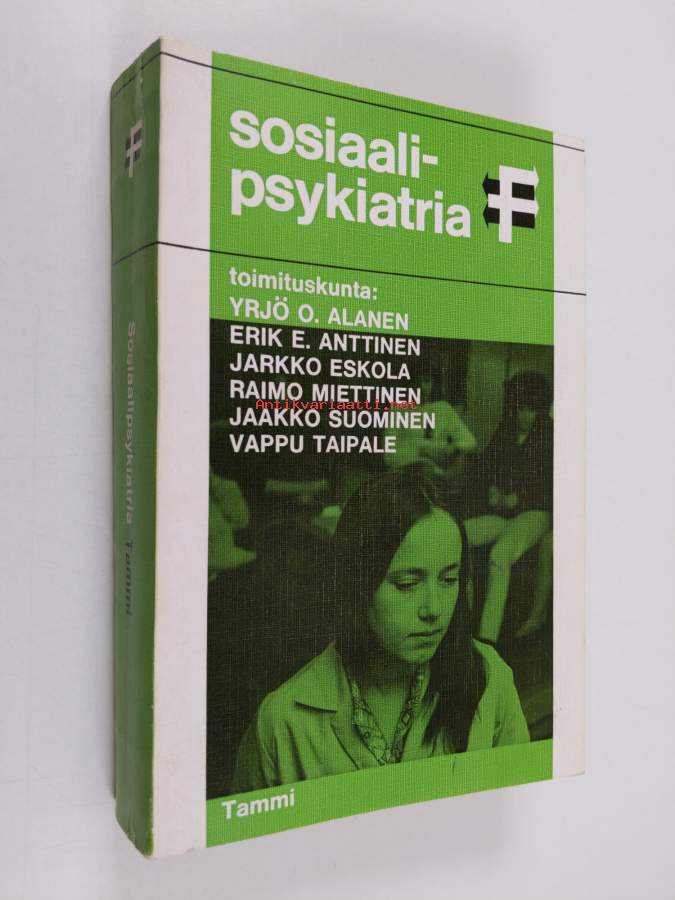 sosiaali-
psykiatria F
toimituskunta:
YRJÖ O. ALANEN
ERIK E. ANTTINEN
JARKKO ESKOLA
RAIMO MIETTINEN
Antikvariaatti.net
JAAKKO SUOMINEN
VAPPU TAIPALE
Tammi
F
Sosiaalipsykiatria Tammi